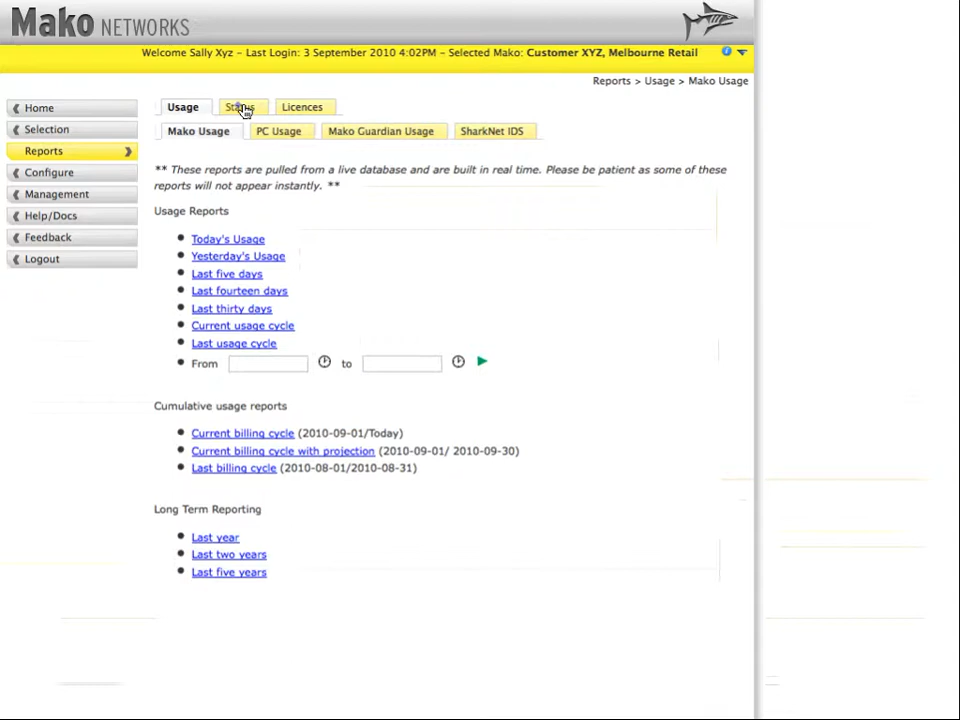 Mako NETWORKS
Welcome Sally Xyz – Last Login: 3 September 2010 4:02PM – Selected Mako: Customer XYZ, Melbourne Retail
Reports > Usage > Mako Usage
Home
Selection
Reports
Configure
Management
Help/Docs
Feedback
Logout
Usage Status Licences
Mako Usage PC Usage Mako Guardian Usage SharkNet IDS
** These reports are pulled from a live database and are built in real time. Please be patient as some of these
reports will not appear instantly. **
Usage Reports
Today's Usage
Yesterday's Usage
Last five days
Last fourteen days
Last thirty days
Current usage cycle
Last usage cycle
From to
Cumulative usage reports
Current billing cycle (2010-09-01/Today)
Current billing cycle with projection (2010-09-01/ 2010-09-30)
Last billing cycle (2010-08-01/2010-08-31)
Long Term Reporting
Last year
Last two years
Last five years